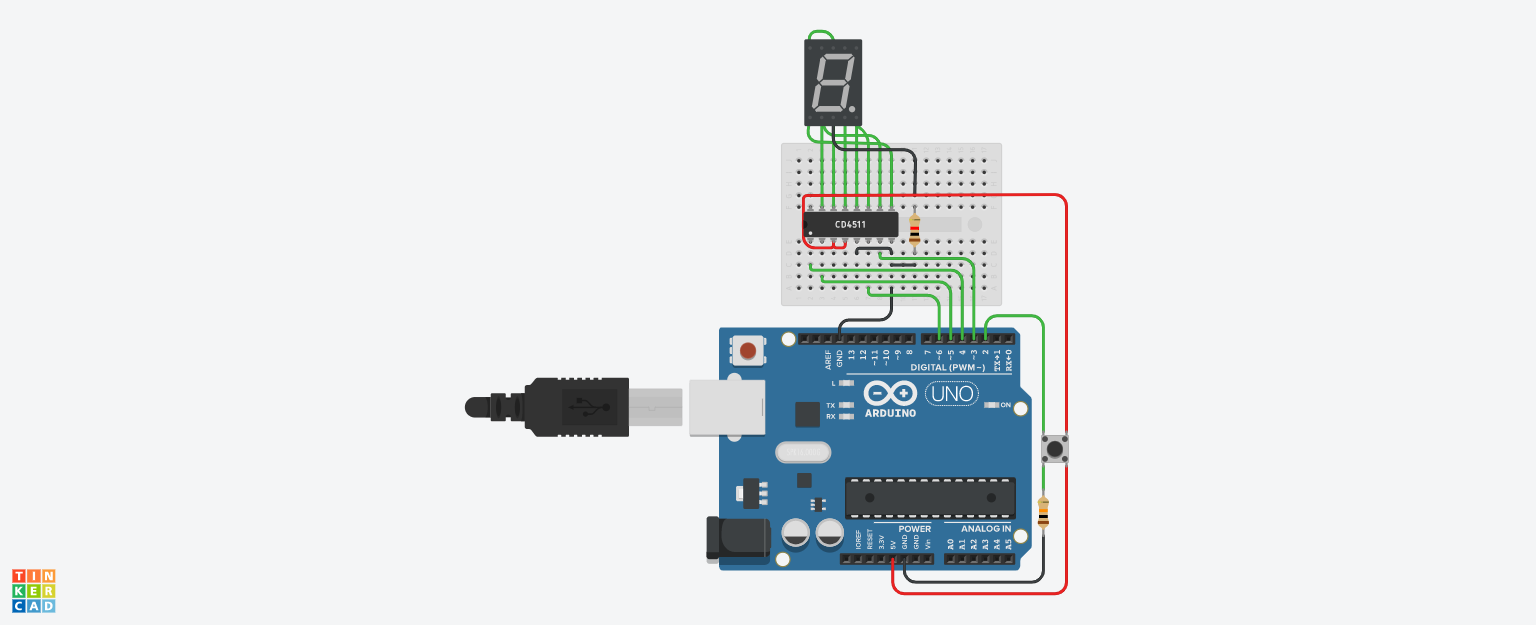 CD4511
AREF
GND
13
12
~11
~10
~9
8
7
~6
~5
4
~3
2
TX→1
RX←0
DIGITAL (PWM~)
L
TX
RX
ARDUINO
UNO
ON
POWER
ANALOG IN
IOREF
RESET
3.3V
5V
GND
GND
Vin
A0
A1
A2
A3
A4
A5
TIN
KER
CAD